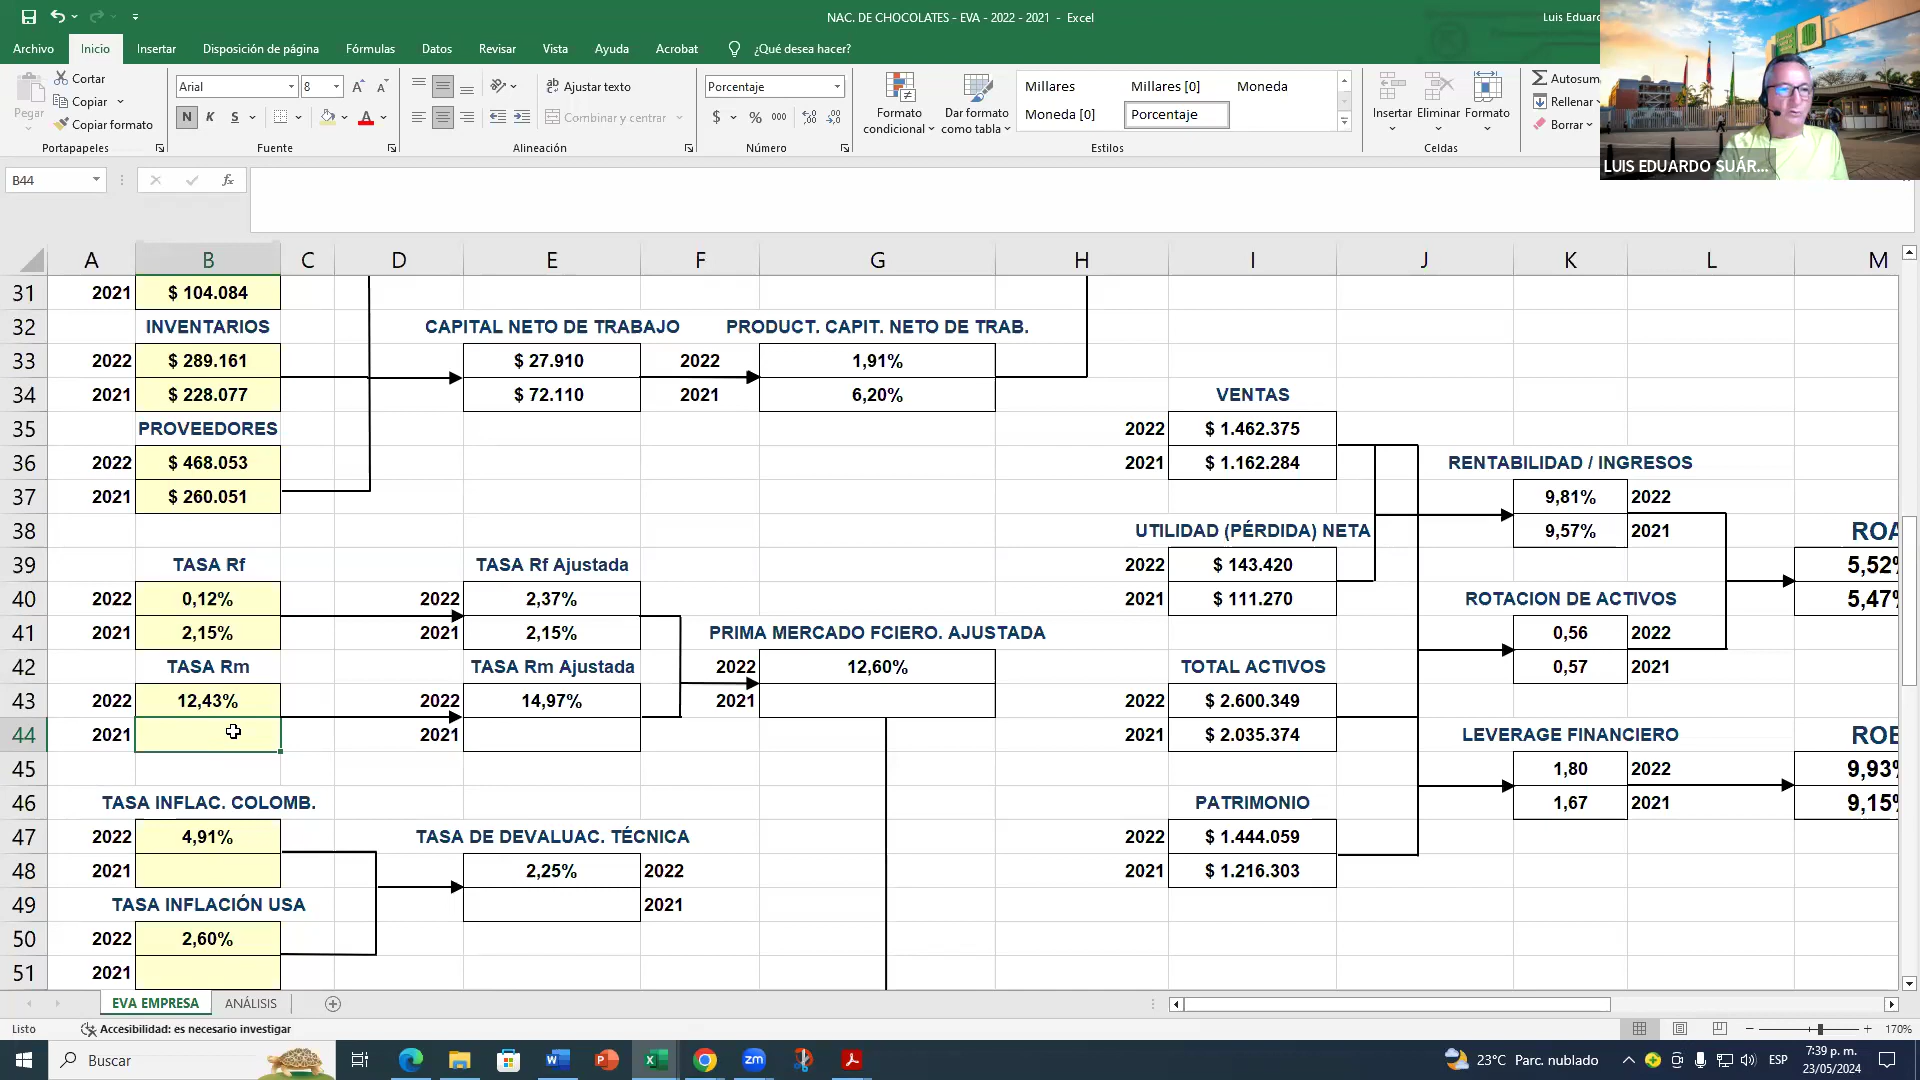 NAC. DE CHOCOLATES - EVA - 2022 - 2021 - Excel
Luis Eduar
Archivo Inicio Insertar Disposición de página Fórmulas Datos Revisar Vista Ayuda Acrobat ¿Qué desea hacer?
Pegar
Cortar
Copiar
Copiar formato
Portapapeles
Arial 8
N K S
Fuente
Ajustar texto
Combinar y centrar
Alineación
Porcentaje
$ % 000
Número
Formato condicional
Dar formato como tabla
Millares Millares [0] Moneda
Moneda [0] Porcentaje
Estilos
Insertar Eliminar Formato
Celdas
Autosum
Rellenar
Borrar
LUIS EDUARDO SUÁR...
B44
fx
A B C D E F G H I J K L M
31 2021 $ 104.084
32 INVENTARIOS CAPITAL NETO DE TRABAJO PRODUCT. CAPIT. NETO DE TRAB.
33 2022 $ 289.161 $ 27.910 2022 1,91%
34 2021 $ 228.077 $ 72.110 2021 6,20% VENTAS
35 PROVEEDORES 2022 $ 1.462.375
36 2022 $ 468.053 2021 $ 1.162.284 RENTABILIDAD / INGRESOS
37 2021 $ 260.051 9,81% 2022
38 UTILIDAD (PÉRDIDA) NETA 9,57% 2021 ROA
39 TASA Rf TASA Rf Ajustada 2022 $ 143.420 5,52%
40 2022 0,12% 2022 2,37% 2021 $ 111.270 ROTACION DE ACTIVOS 5,47%
41 2021 2,15% 2021 2,15% PRIMA MERCADO FCIERO. AJUSTADA 0,56 2022
42 TASA Rm TASA Rm Ajustada 2022 12,60% TOTAL ACTIVOS 0,57 2021
43 2022 12,43% 2022 14,97% 2021 2022 $ 2.600.349
44 2021 2021 2021 $ 2.035.374 LEVERAGE FINANCIERO ROE
45 1,80 2022 9,93%
46 TASA INFLAC. COLOMB. PATRIMONIO 1,67 2021 9,15%
47 2022 4,91% TASA DE DEVALUAC. TÉCNICA 2022 $ 1.444.059
48 2021 2,25% 2022 2021 $ 1.216.303
49 TASA INFLACIÓN USA 2021
50 2022 2,60%
51 2021
EVA EMPRESA ANÁLISIS
Listo Accesibilidad: es necesario investigar 170%
Buscar
23°C Parc. nublado
ESP
7:39 p. m.
23/05/2024